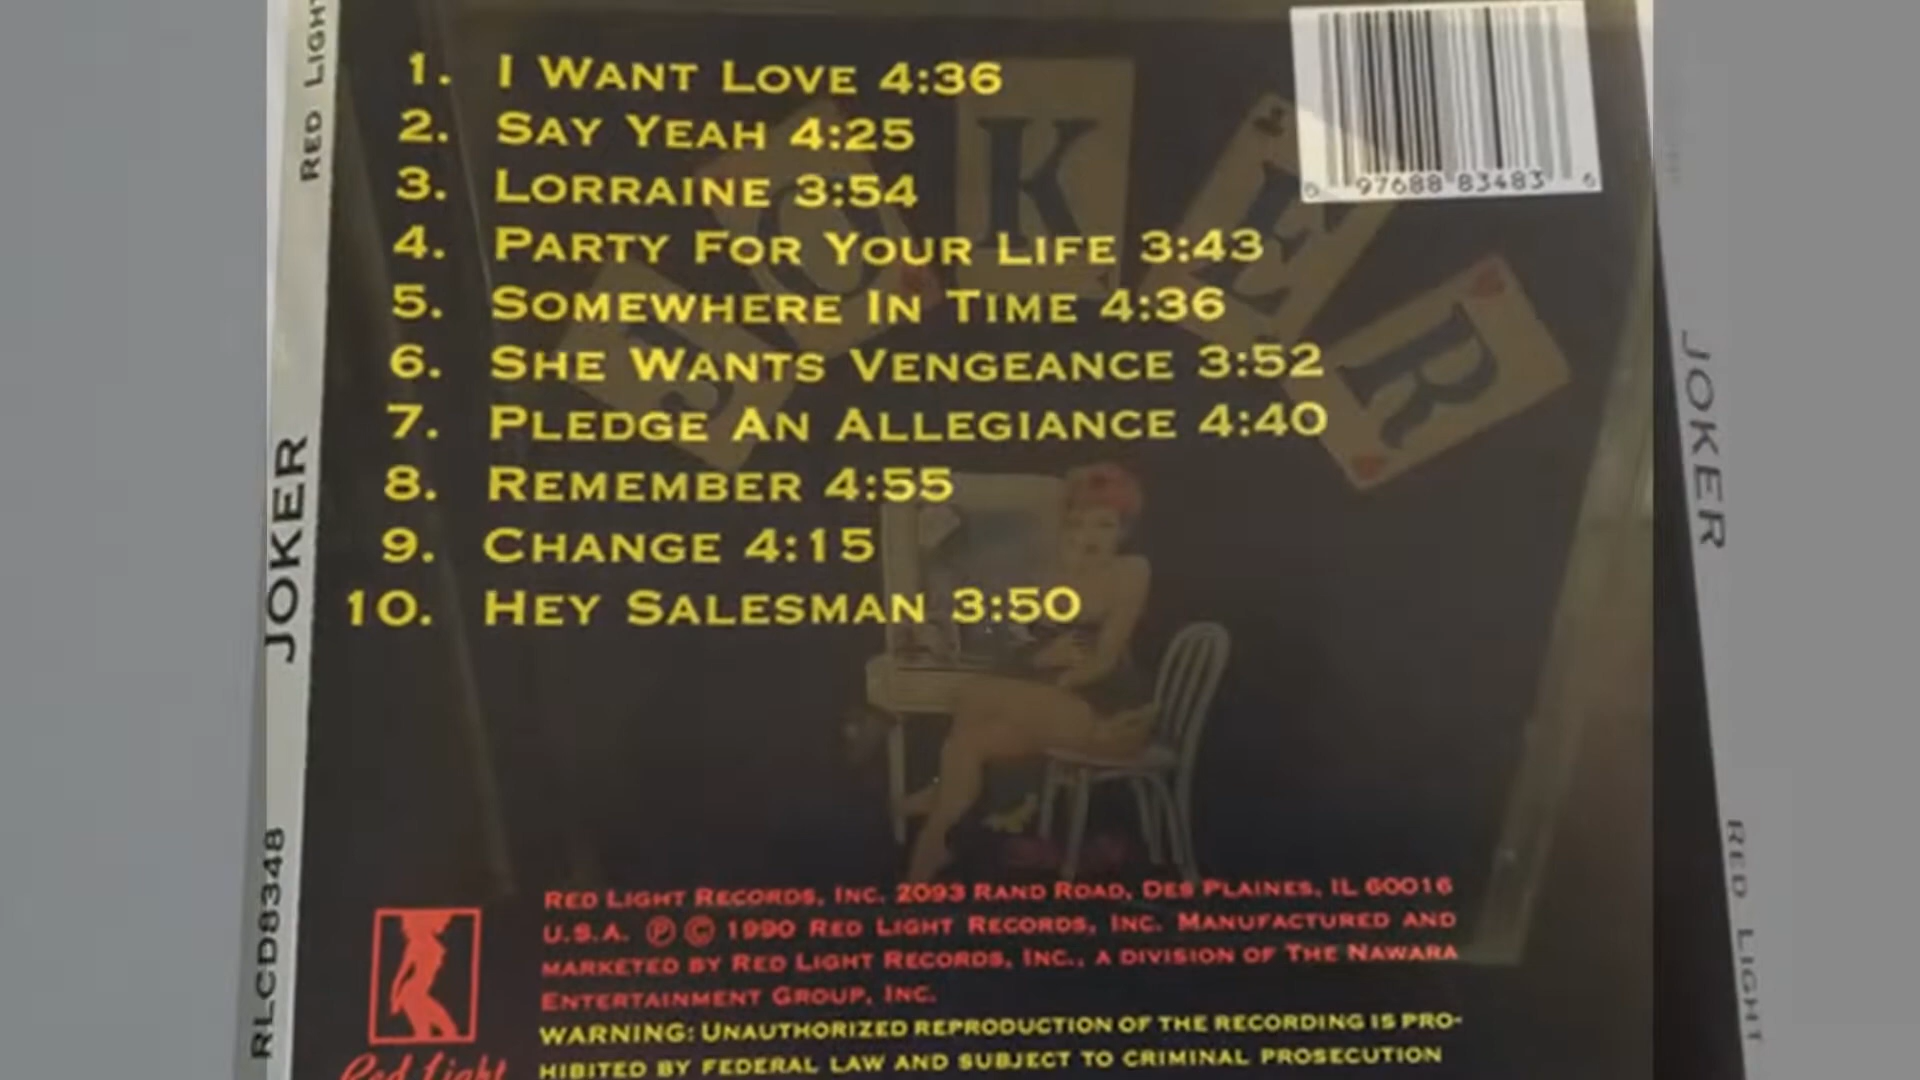 1. I WANT LOVE 4:36
2. SAY YEAH 4:25
3. LORRAINE 3:54
4. PARTY FOR YOUR LIFE 3:43
5. SOMEWHERE IN TIME 4:36
6. SHE WANTS VENGEANCE 3:52
7. PLEDGE AN ALLEGIANCE 4:40
8. REMEMBER 4:55
9. CHANGE 4:15
10. HEY SALESMAN 3:50
JOKER
0 97688 83483 6
RED LIGHT
JOKER
RLCD8348
JOKER
RED LIGHT
RED LIGHT RECORDS, INC. 2093 RAND ROAD, DES PLAINES, IL 60016
U.S.A. Ⓟ © 1990 RED LIGHT RECORDS, INC. MANUFACTURED AND
MARKETED BY RED LIGHT RECORDS, INC., A DIVISION OF THE NAWARA
ENTERTAINMENT GROUP, INC.
WARNING: UNAUTHORIZED REPRODUCTION OF THE RECORDING IS PRO-
HIBITED BY FEDERAL LAW AND SUBJECT TO CRIMINAL PROSECUTION
Red Light